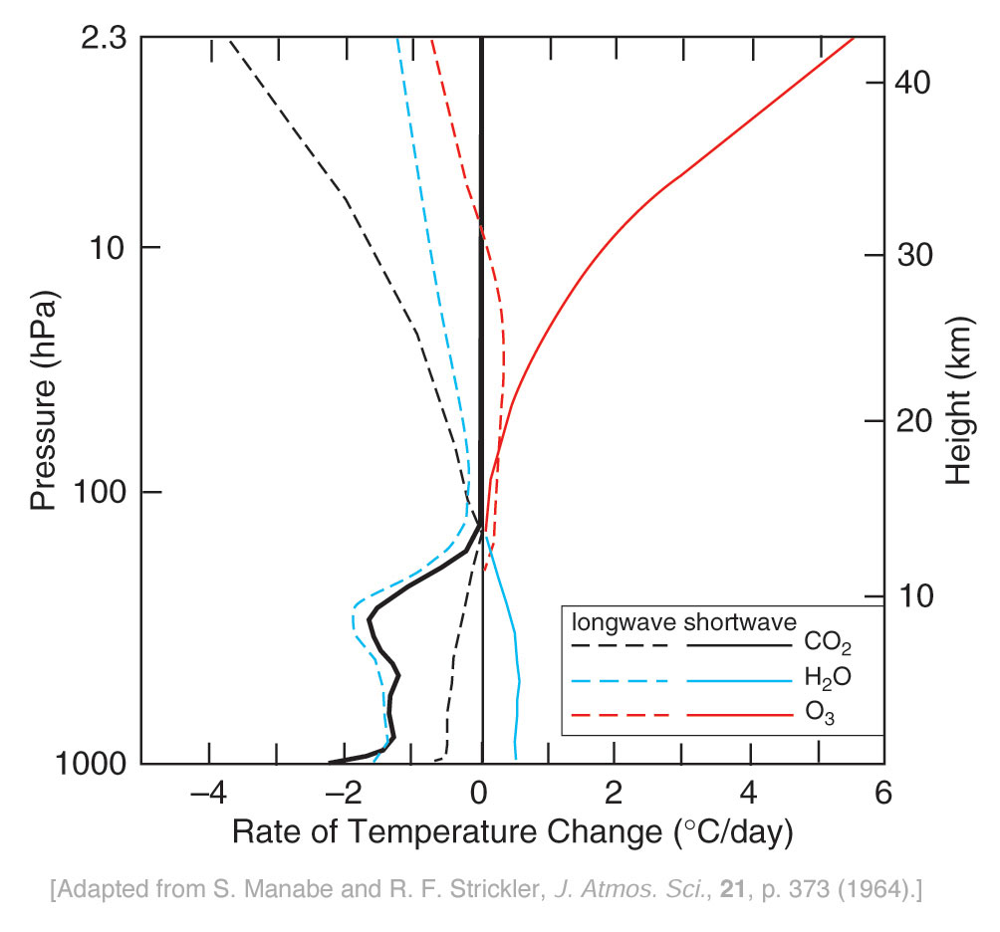 2.3
10
100
1000
Pressure (hPa)
40
30
20
10
Height (km)
longwave shortwave
CO₂
H₂O
O₃
–4 –2 0 2 4 6
Rate of Temperature Change (°C/day)
[Adapted from S. Manabe and R. F. Strickler, J. Atmos. Sci., 21, p. 373 (1964).]